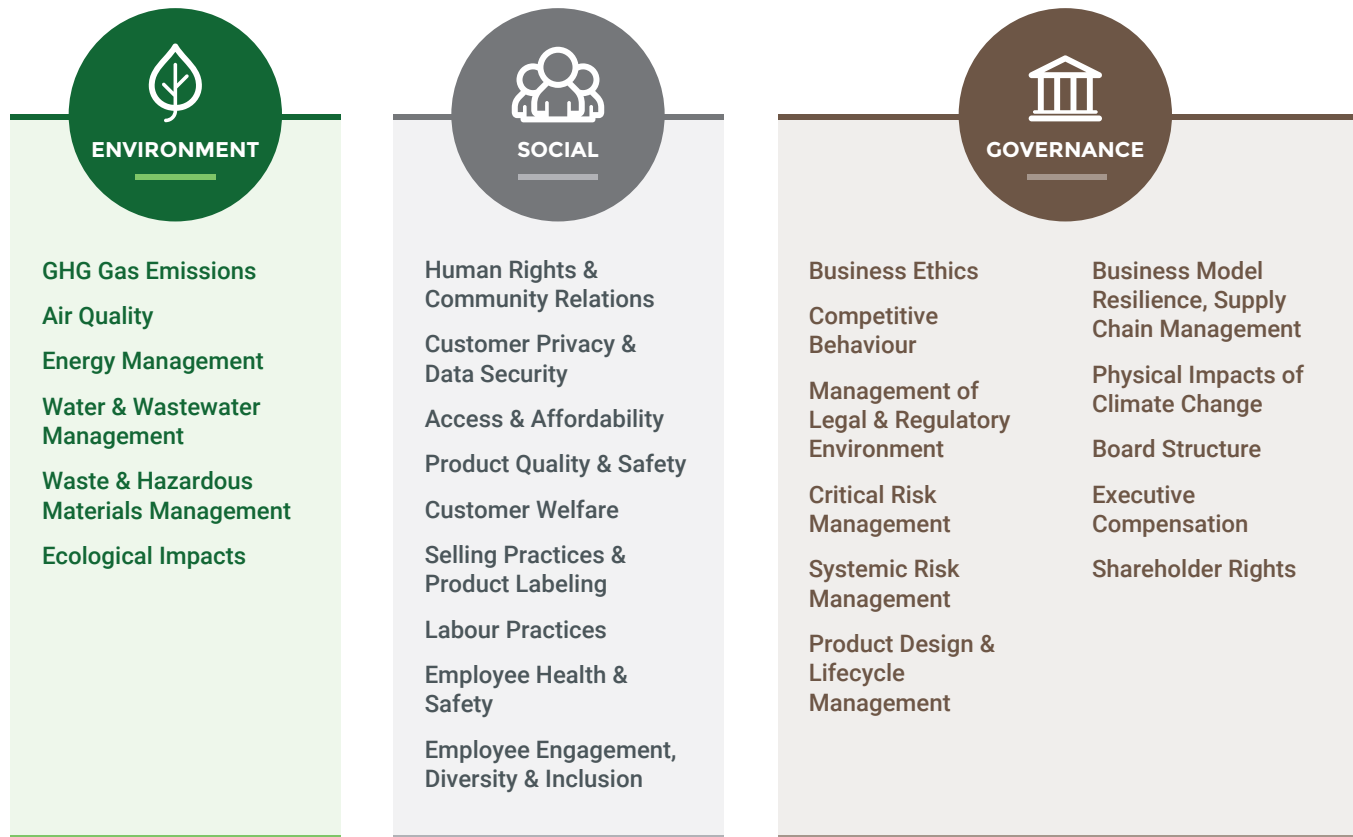 ENVIRONMENT
GHG Gas Emissions
Air Quality
Energy Management
Water & Wastewater
Management
Waste & Hazardous
Materials Management
Ecological Impacts
SOCIAL
Human Rights &
Community Relations
Customer Privacy &
Data Security
Access & Affordability
Product Quality & Safety
Customer Welfare
Selling Practices &
Product Labeling
Labour Practices
Employee Health &
Safety
Employee Engagement,
Diversity & Inclusion
GOVERNANCE
Business Ethics
Competitive
Behaviour
Management of
Legal & Regulatory
Environment
Critical Risk
Management
Systemic Risk
Management
Product Design &
Lifecycle
Management
Business Model
Resilience, Supply
Chain Management
Physical Impacts of
Climate Change
Board Structure
Executive
Compensation
Shareholder Rights